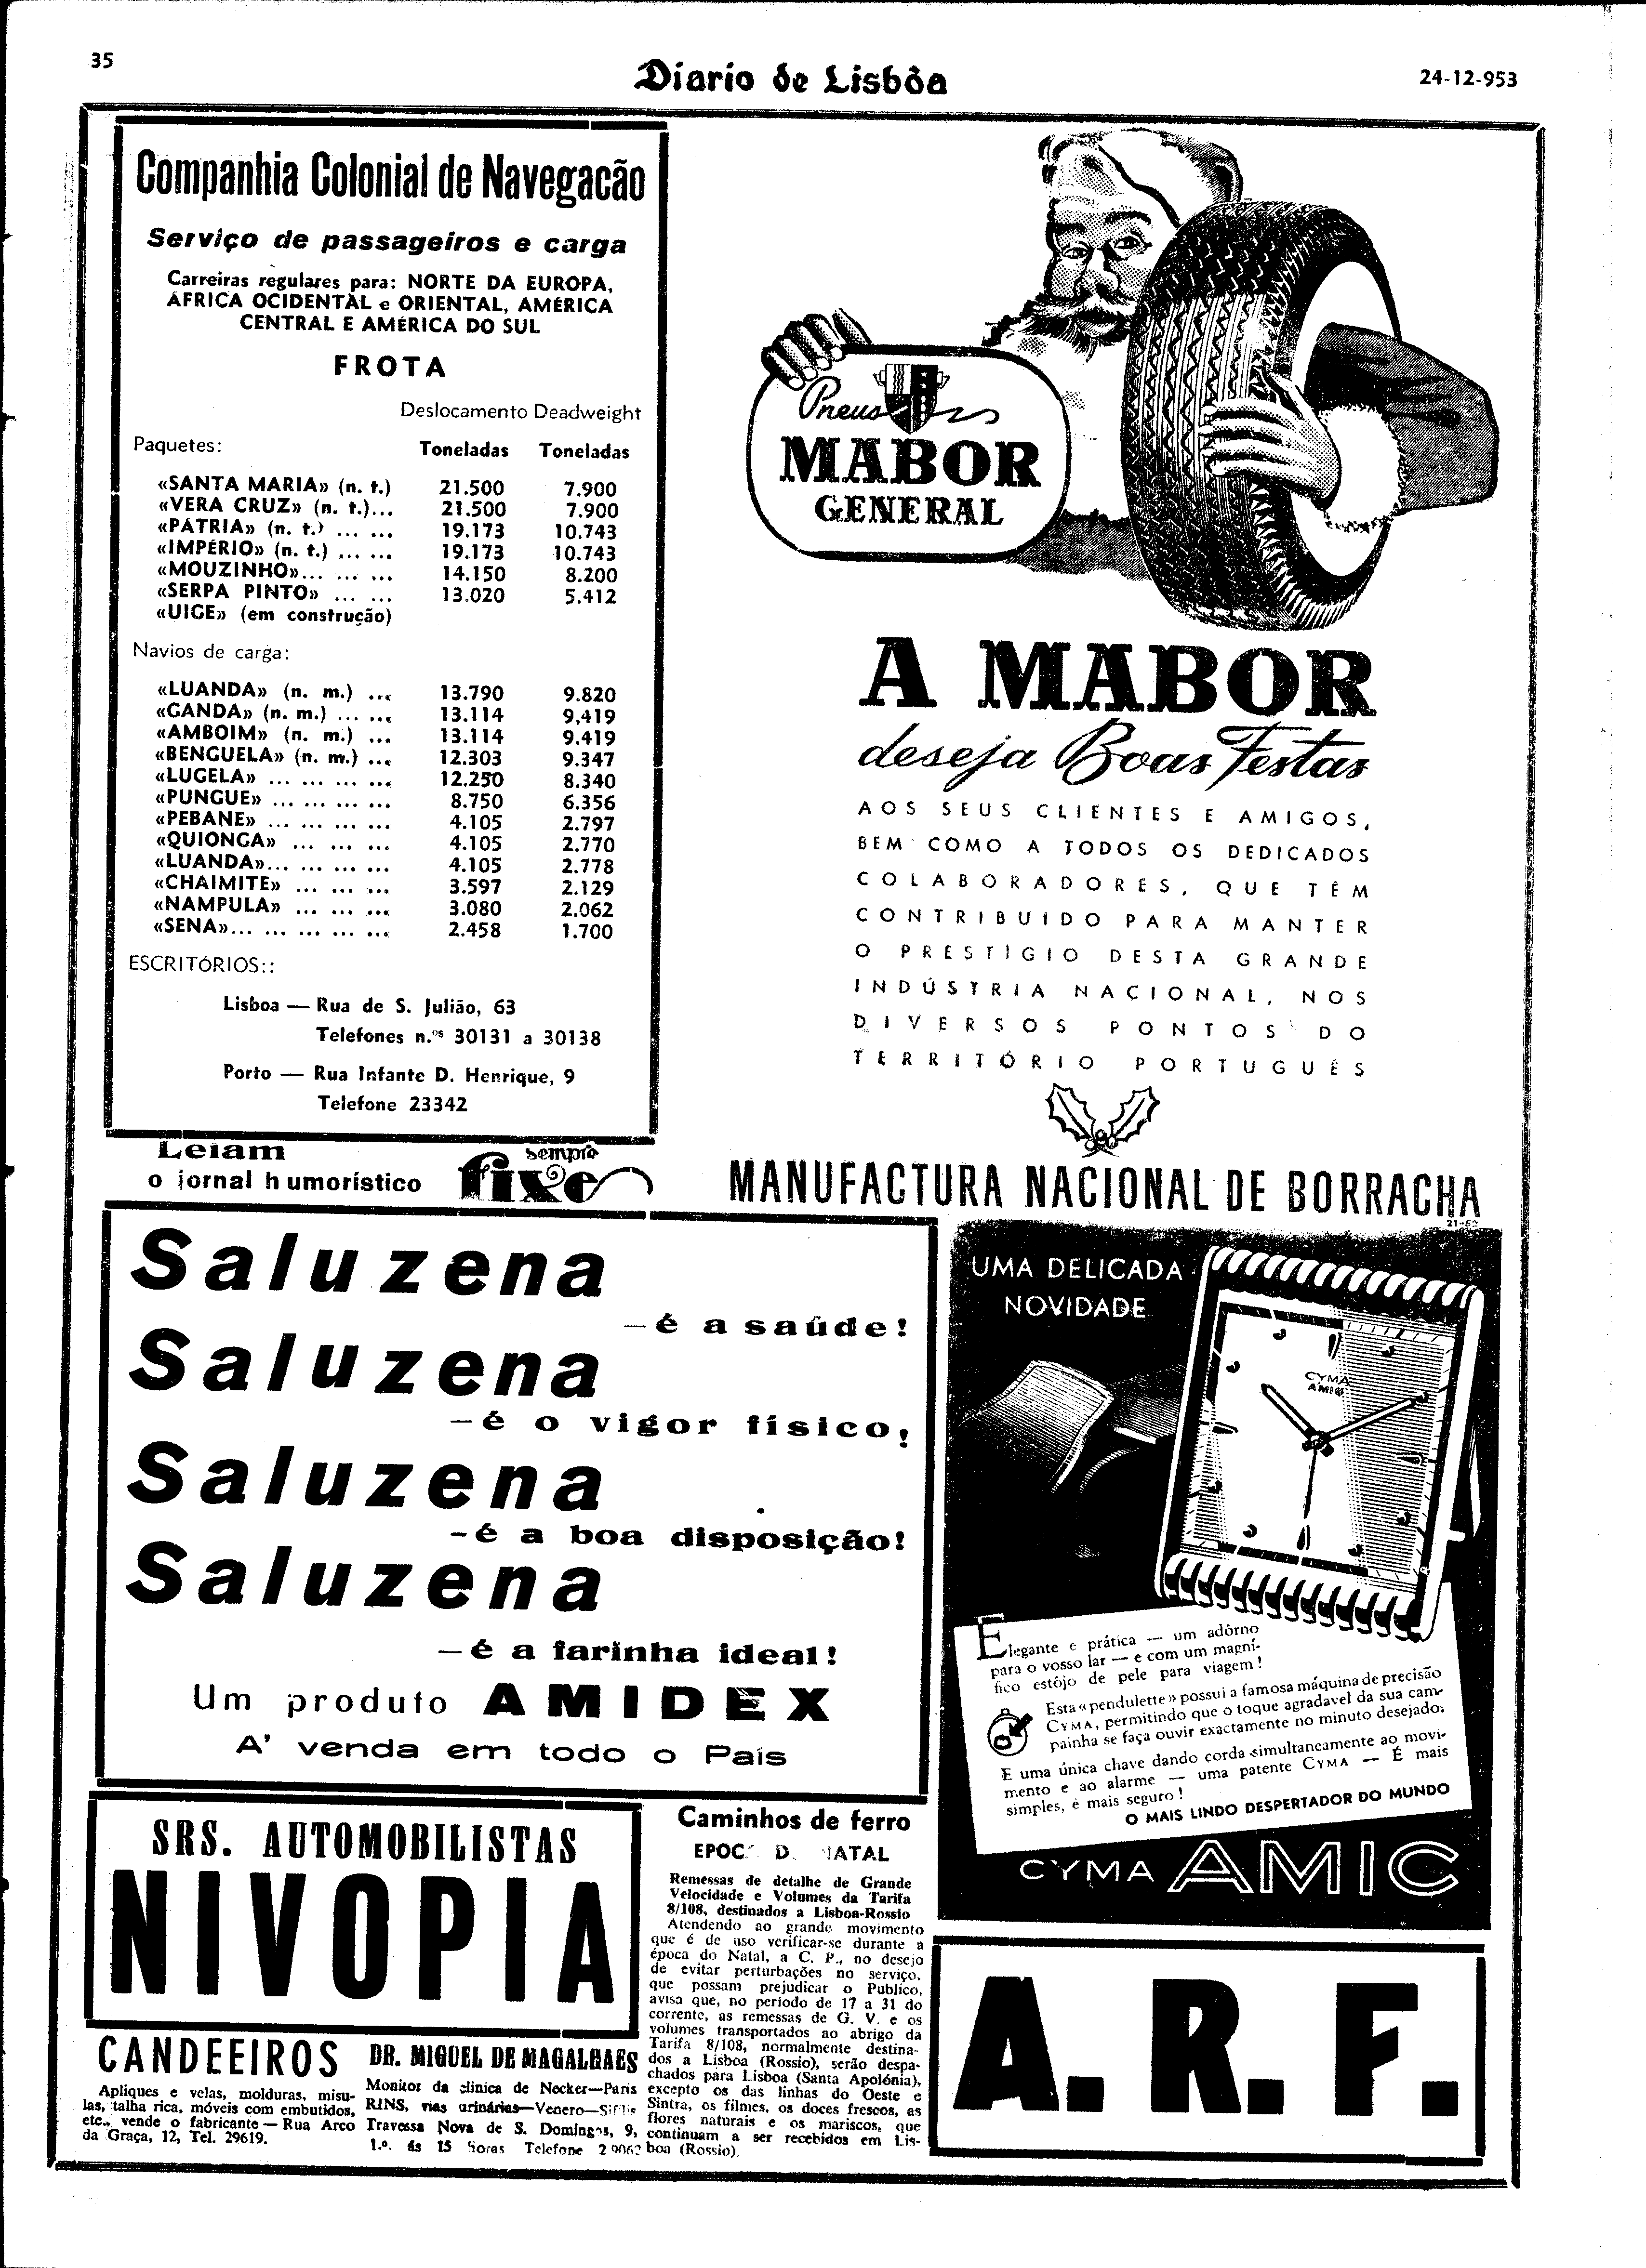 35
Diario de Lisbôa
24-12-953
Companhia Colonial de Navegacão
Serviço de passageiros e carga
Carreiras regulares para: NORTE DA EUROPA,
ÁFRICA OCIDENTAL e ORIENTAL, AMÉRICA
CENTRAL E AMÉRICA DO SUL
FROTA
Deslocamento Deadweight
Paquetes: Toneladas Toneladas
«SANTA MARIA» (n. t.) 21.500 7.900
«VERA CRUZ» (n. t.)... 21.500 7.900
«PÁTRIA» (n. t.) ... ... 19.173 10.743
«IMPÉRIO» (n. t.) ... ... 19.173 10.743
«MOUZINHO»... ... ... 14.150 8.200
«SERPA PINTO» ... ... 13.020 5.412
«UIGE» (em construção)
Navios de carga:
«LUANDA» (n. m.) ... 13.790 9.820
«GANDA» (n. m.) ... ... 13.114 9,419
«AMBOIM» (n. m.) ... 13.114 9.419
«BENGUELA» (n. m.) ... 12.303 9.347
«LUGELA» ... ... ... ... 12.250 8.340
«PUNGUE» ... ... ... ... 8.750 6.356
«PEBANE» ... ... ... ... 4.105 2.797
«QUIONGA» ... ... ... 4.105 2.770
«LUANDA»... ... ... ... 4.105 2.778
«CHAIMITE» ... ... ... 3.597 2.129
«NAMPULA» ... ... ... 3.080 2.062
«SENA»... ... ... ... ... 2.458 1.700
ESCRITÓRIOS::
Lisboa — Rua de S. Julião, 63
Telefones n.ºs 30131 a 30138
Porto — Rua Infante D. Henrique, 9
Telefone 23342
Leiam
o jornal humorístico
sempre
fixe
Pneus
MABOR
GENERAL
A MABOR
deseja Boas Festas
AOS SEUS CLIENTES E AMIGOS,
BEM COMO A TODOS OS DEDICADOS
COLABORADORES, QUE TÊM
CONTRIBUIDO PARA MANTER
O PRESTÍGIO DESTA GRANDE
INDÚSTRIA NACIONAL, NOS
DIVERSOS PONTOS DO
TERRITÓRIO PORTUGUÊS
MANUFACTURA NACIONAL DE BORRACHA
21-53
Saluzena
—é a saúde!
Saluzena
—é o vigor físico!
Saluzena
—é a boa disposição!
Saluzena
—é a farinha ideal!
Um produto AMIDEX
A' venda em todo o País
UMA DELICADA
NOVIDADE
CYMA
AMIC
Elegante e prática — um adôrno
para o vosso lar — e com um magní-
fico estôjo de pele para viagem!
Esta «pendulette» possui a famosa máquina de precisão
CYMA, permitindo que o toque agradavel da sua cam-
painha se faça ouvir exactamente no minuto desejado.
E uma única chave dando corda simultaneamente ao movi-
mento e ao alarme — uma patente CYMA — É mais
simples, é mais seguro!
O MAIS LINDO DESPERTADOR DO MUNDO
CYMA AMIC
SRS. AUTOMOBILISTAS
NIVOPIA
CANDEEIROS
Apliques e velas, molduras, misu-
las, talha rica, móveis com embutidos,
etc., vende o fabricante — Rua Arco
da Graça, 12, Tel. 29619.
DR. MIGUEL DE MAGALHAES
Monitor da clinica de Necker—Paris
RINS, vias urinárias—Venero—Sifilis
Travessa Nova de S. Domingos, 9,
1.º. ás 15 horas Telefone 2 9062
Caminhos de ferro
EPOC D. NATAL
Remessas de detalhe de Grande
Velocidade e Volumes da Tarifa
8/108, destinados a Lisboa-Rossio
Atendendo ao grande movimento
que é de uso verificar-se durante a
época do Natal, a C. P., no desejo
de evitar perturbações no serviço,
que possam prejudicar o Publico,
avisa que, no período de 17 a 31 do
corrente, as remessas de G. V. e os
volumes transportados ao abrigo da
Tarifa 8/108, normalmente destina-
dos a Lisboa (Rossio), serão despa-
chados para Lisboa (Santa Apolónia),
excepto os das linhas do Oeste e
Sintra, os filmes, os doces frescos, as
flores naturais e os mariscos, que
continuam a ser recebidos em Lis-
boa (Rossio).
A. R. F.